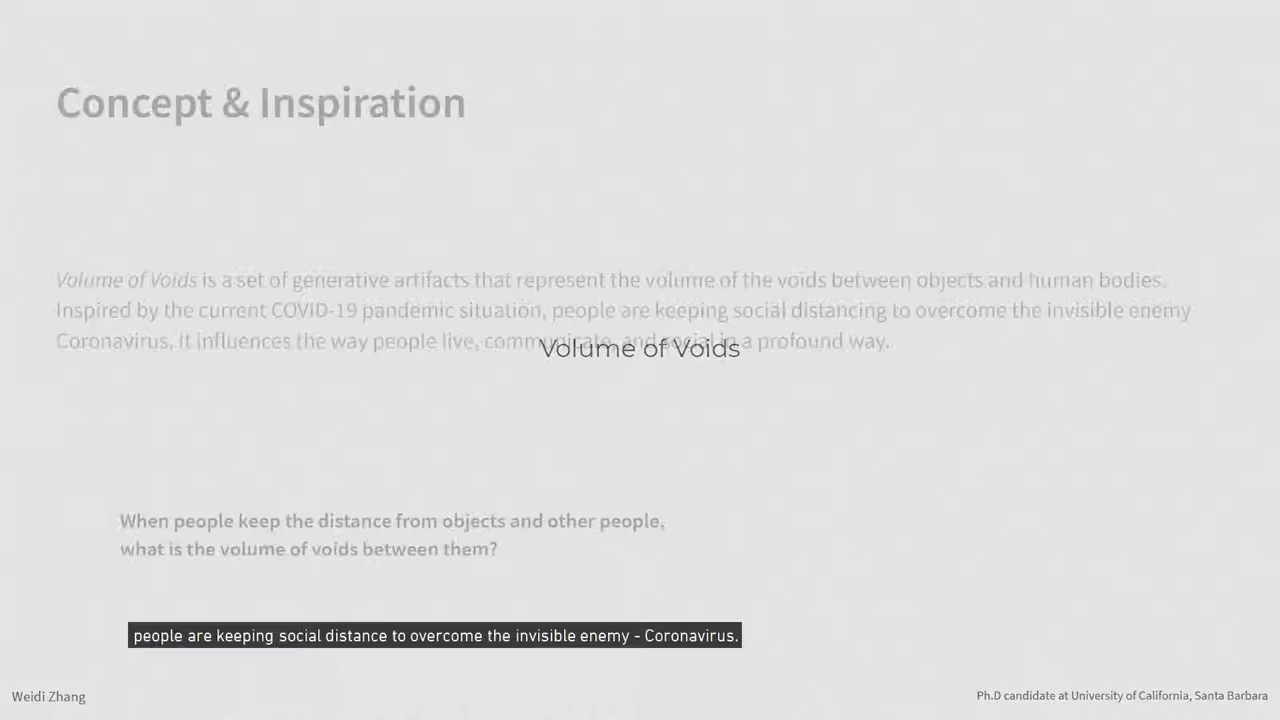 Concept & Inspiration
Volume of Voids is a set of generative artifacts that represent the volume of the voids between objects and human bodies.
Inspired by the current COVID-19 pandemic situation, people are keeping social distancing to overcome the invisible enemy
Coronavirus. It influences the way people live, communicate, and social in a profound way.
Volume of Voids
When people keep the distance from objects and other people,
what is the volume of voids between them?
people are keeping social distance to overcome the invisible enemy - Coronavirus.
Weidi Zhang
Ph.D candidate at University of California, Santa Barbara